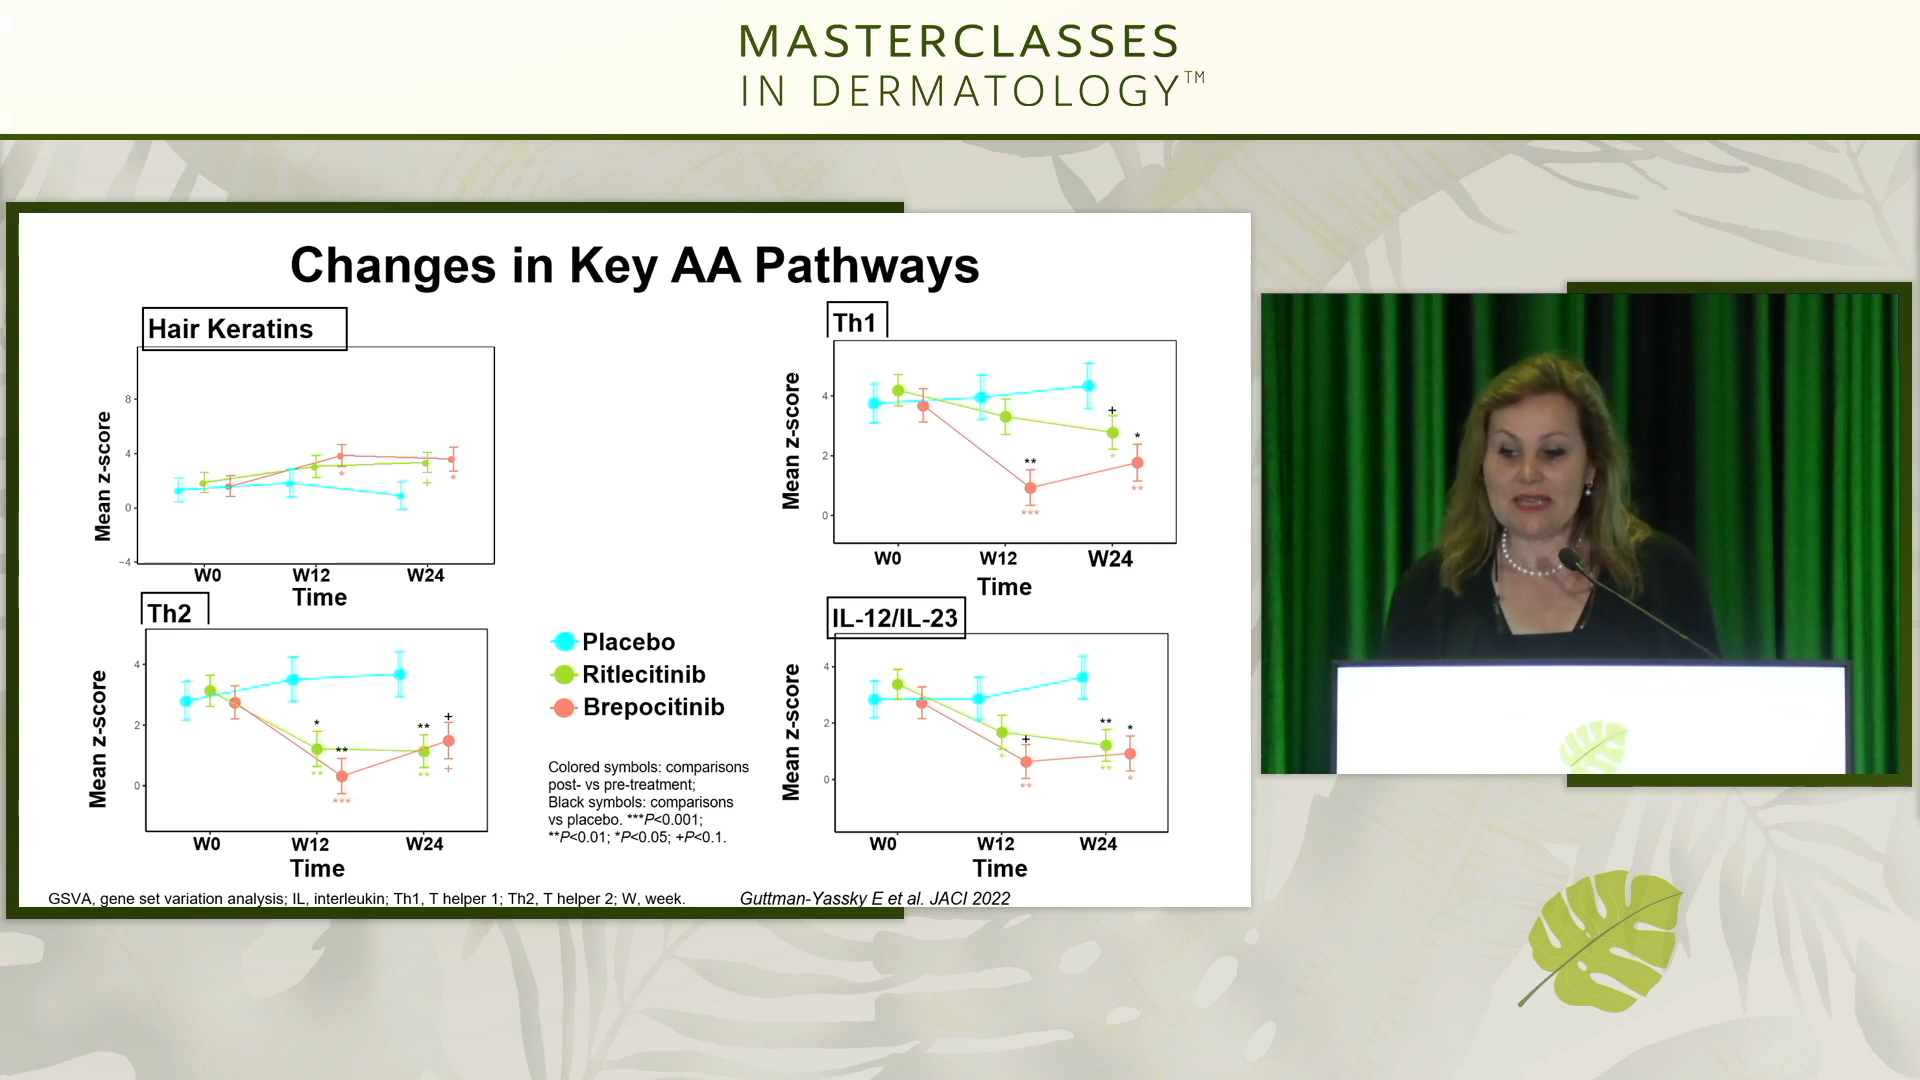 MASTERCLASSES
IN DERMATOLOGY™
Changes in Key AA Pathways
Hair Keratins
Mean z-score
8
4
0
−4
W0 W12 W24
Time
*
+
*
Th1
Mean z-score
4
2
0
W0 W12 W24
Time
**
***
+
*
*
**
Th2
Mean z-score
4
2
0
W0 W12 W24
Time
*
**
**
***
**
+
**
+
Placebo
Ritlecitinib
Brepocitinib
Colored symbols: comparisons
post- vs pre-treatment;
Black symbols: comparisons
vs placebo. ***P<0.001;
**P<0.01; *P<0.05; +P<0.1.
IL-12/IL-23
Mean z-score
4
2
0
W0 W12 W24
Time
+
*
**
**
*
**
*
GSVA, gene set variation analysis; IL, interleukin; Th1, T helper 1; Th2, T helper 2; W, week.
Guttman-Yassky E et al. JACI 2022